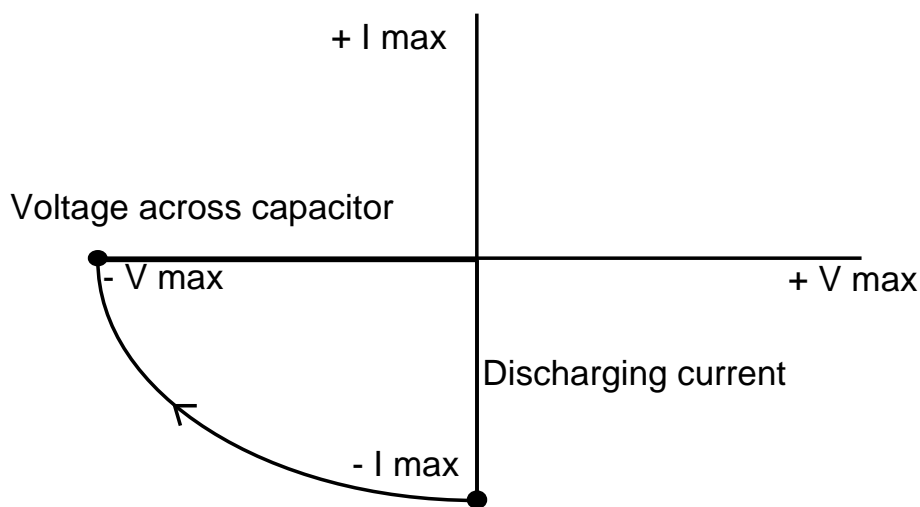 + I max
Voltage across capacitor
- V max
+ V max
Discharging current
- I max